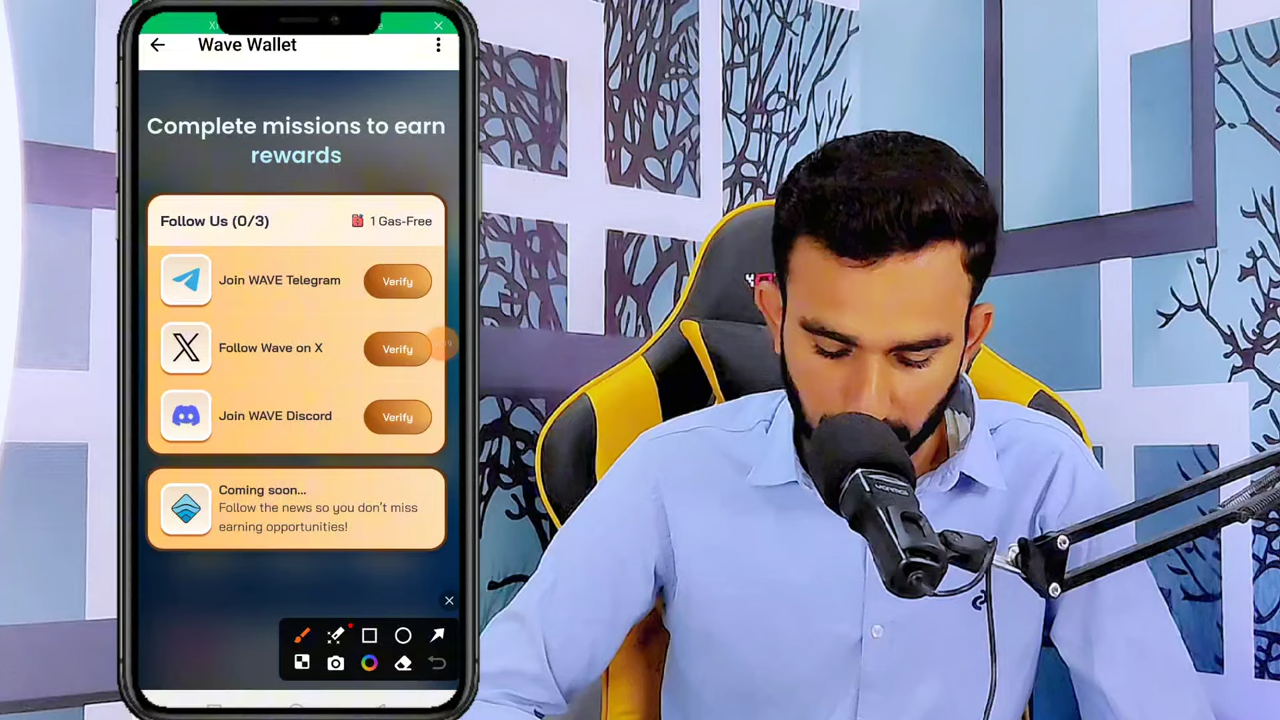 Wave Wallet
Complete missions to earn
rewards
Follow Us (0/3)
1 Gas-Free
Join WAVE Telegram
Verify
Follow Wave on X
Verify
Join WAVE Discord
Verify
Coming soon...
Follow the news so you don't miss
earning opportunities!